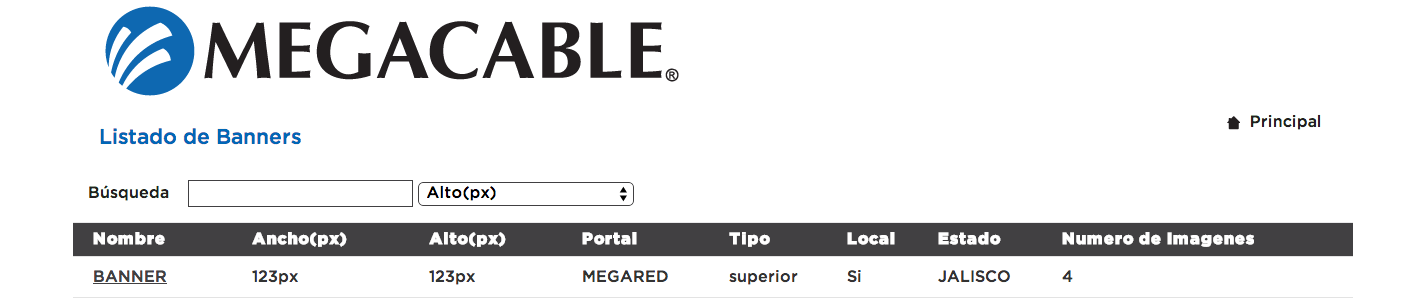 MEGACABLE®
Principal
Listado de Banners
Búsqueda Alto(px)
Nombre Ancho(px) Alto(px) Portal Tipo Local Estado Numero de Imagenes
BANNER 123px 123px MEGARED superior Si JALISCO 4